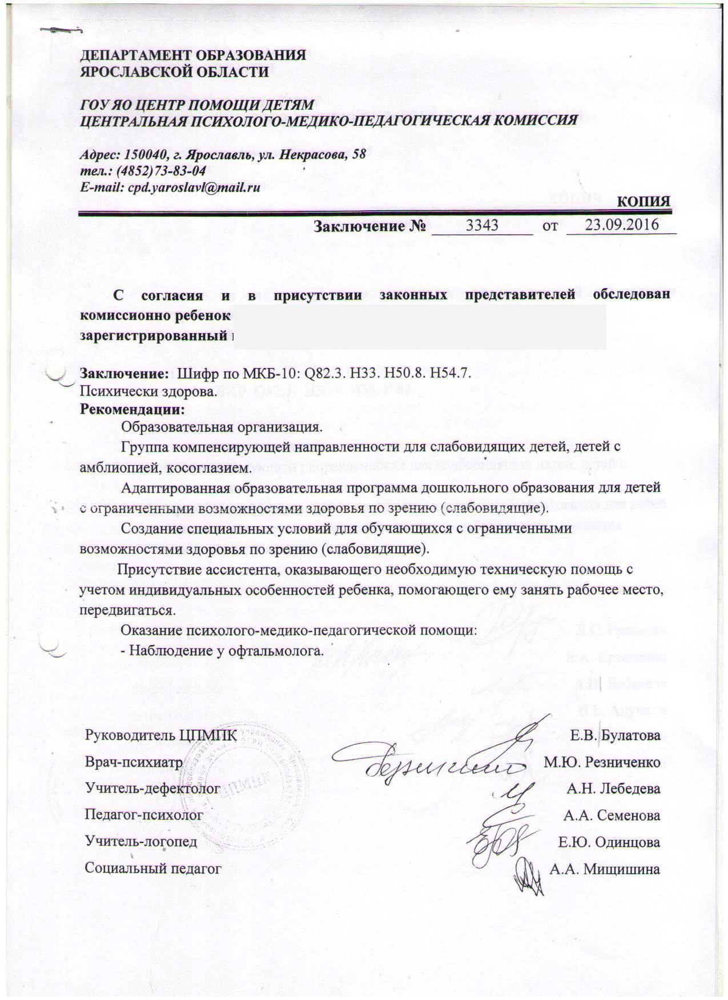 ДЕПАРТАМЕНТ ОБРАЗОВАНИЯ
ЯРОСЛАВСКОЙ ОБЛАСТИ
ГОУ ЯО ЦЕНТР ПОМОЩИ ДЕТЯМ
ЦЕНТРАЛЬНАЯ ПСИХОЛОГО-МЕДИКО-ПЕДАГОГИЧЕСКАЯ КОМИССИЯ
Адрес: 150040, г. Ярославль, ул. Некрасова, 58
тел.: (4852)73-83-04
E-mail: cpd.yaroslavl@mail.ru
КОПИЯ
Заключение № 3343 от 23.09.2016
С согласия и в присутствии законных представителей обследован
комиссионно ребенок
зарегистрированный
Заключение: Шифр по МКБ-10: Q82.3. H33. H50.8. H54.7.
Психически здорова.
Рекомендации:
Образовательная организация.
Группа компенсирующей направленности для слабовидящих детей, детей с
амблиопией, косоглазием.
Адаптированная образовательная программа дошкольного образования для детей
с ограниченными возможностями здоровья по зрению (слабовидящие).
Создание специальных условий для обучающихся с ограниченными
возможностями здоровья по зрению (слабовидящие).
Присутствие ассистента, оказывающего необходимую техническую помощь с
учетом индивидуальных особенностей ребенка, помогающего ему занять рабочее место,
передвигаться.
Оказание психолого-медико-педагогической помощи:
- Наблюдение у офтальмолога.
Руководитель ЦПМПК Е.В. Булатова
Врач-психиатр М.Ю. Резниченко
Учитель-дефектолог А.Н. Лебедева
Педагог-психолог А.А. Семенова
Учитель-логопед Е.Ю. Одинцова
Социальный педагог А.А. Мищишина
ЦПМПК